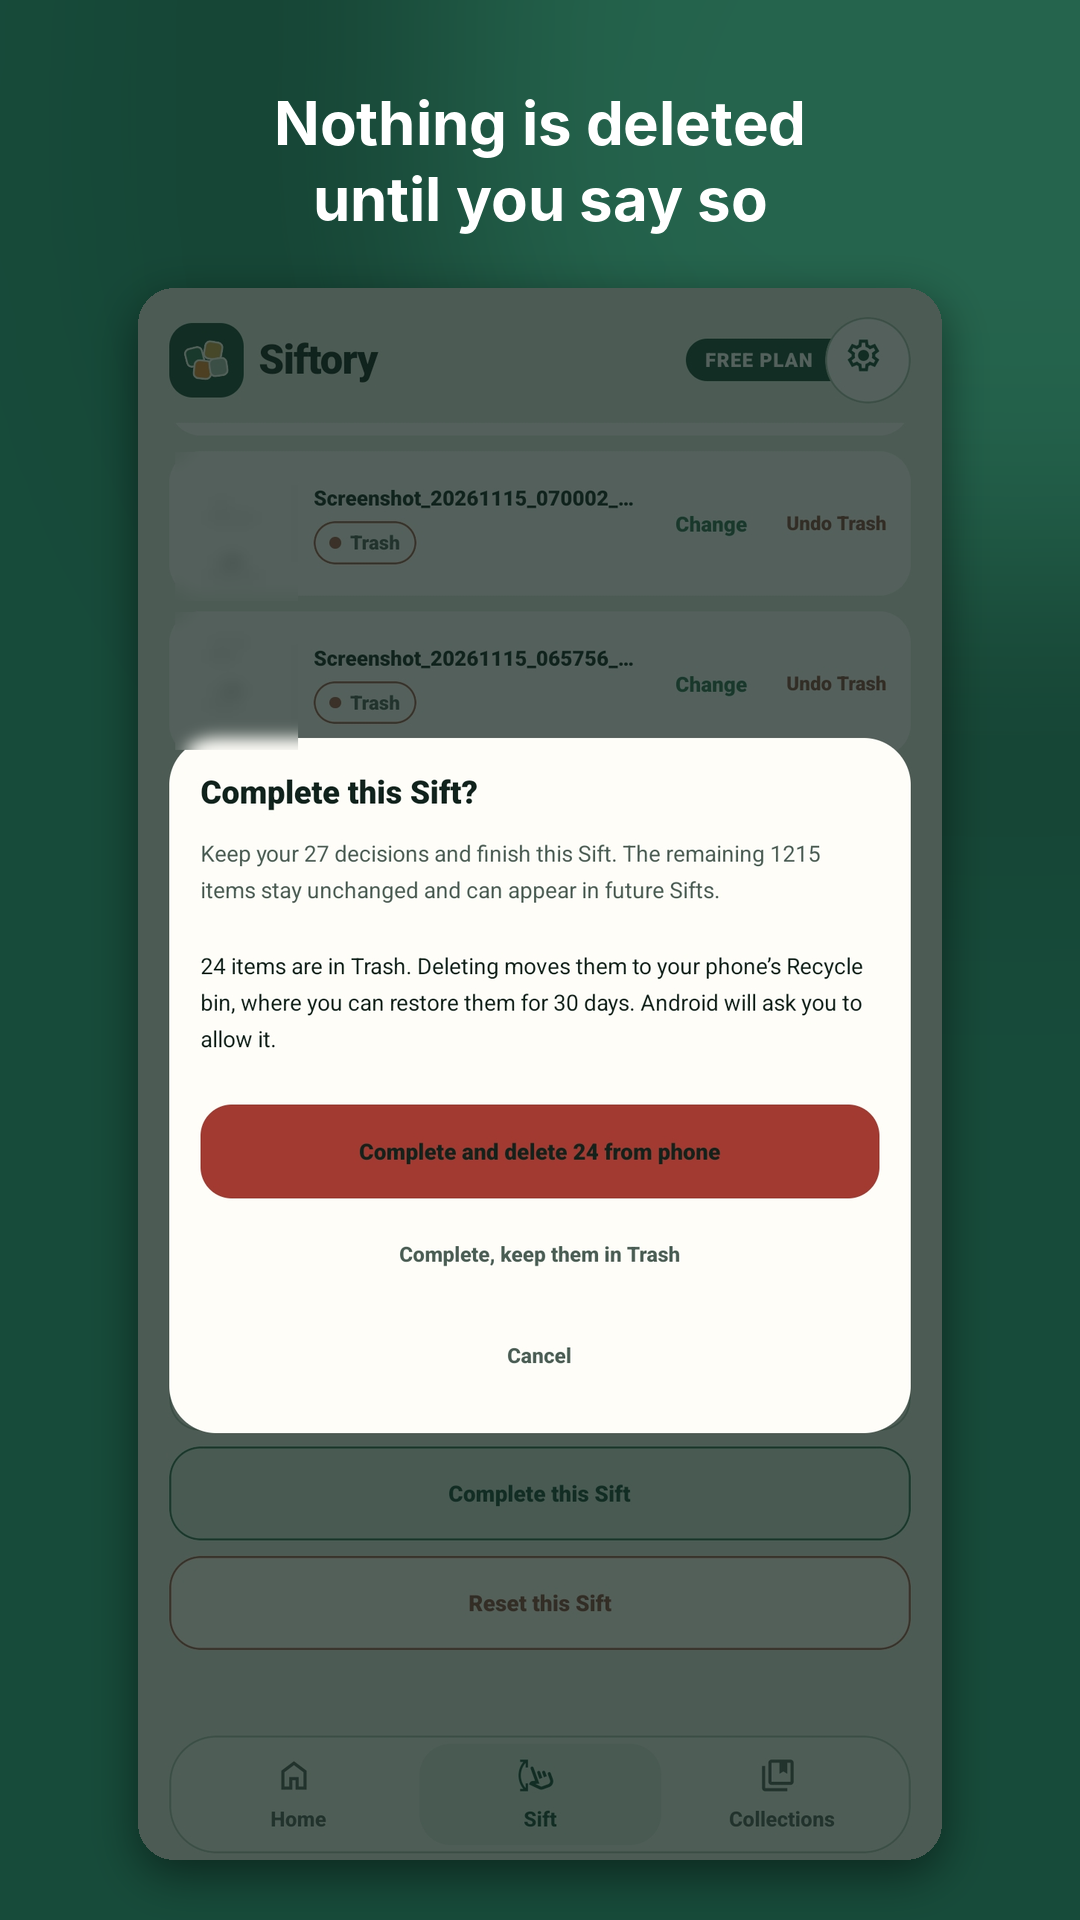 Nothing is deleted
until you say so
Siftory
FREE PLAN
Screenshot_20261115_070002_...
Trash
Change
Undo Trash
Screenshot_20261115_065756_...
Trash
Change
Undo Trash
Complete this Sift?
Keep your 27 decisions and finish this Sift. The remaining 1215
items stay unchanged and can appear in future Sifts.
24 items are in Trash. Deleting moves them to your phone’s Recycle
bin, where you can restore them for 30 days. Android will ask you to
allow it.
Complete and delete 24 from phone
Complete, keep them in Trash
Cancel
Complete this Sift
Reset this Sift
Home
Sift
Collections